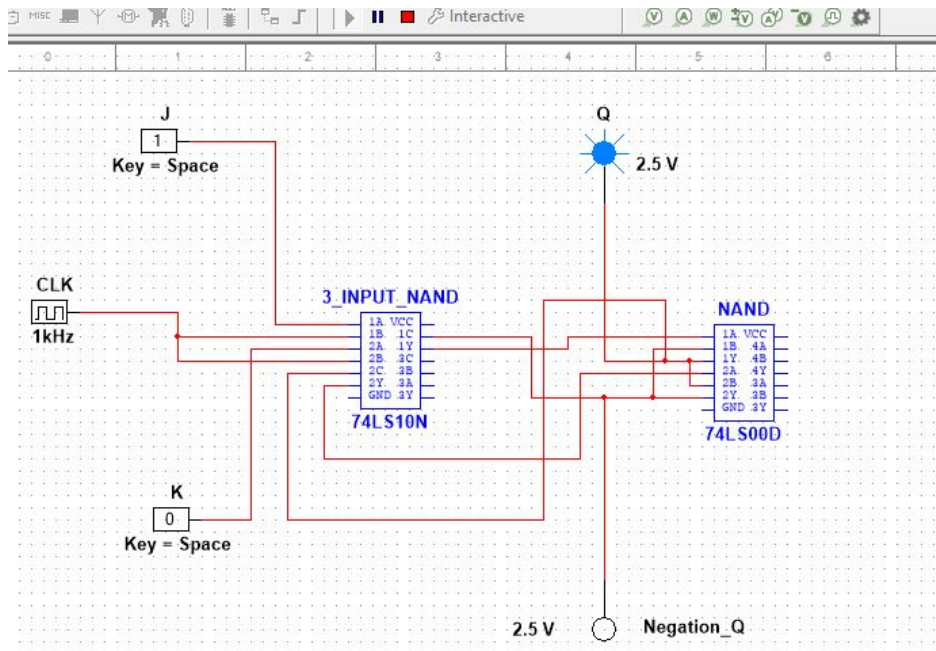 MISC Interactive V A W V A V
0 1 2 3 4 5 6
J
1
Key = Space
Q
2.5 V
CLK
1kHz
3_INPUT_NAND
1A VCC
1B 1C
2A 1Y
2B 3C
2C 3B
2Y 3A
GND 3Y
74LS10N
NAND
1A VCC
1B 4A
1Y 4B
2A 4Y
2B 3A
2Y 3B
GND 3Y
74LS00D
K
0
Key = Space
2.5 V
Negation_Q